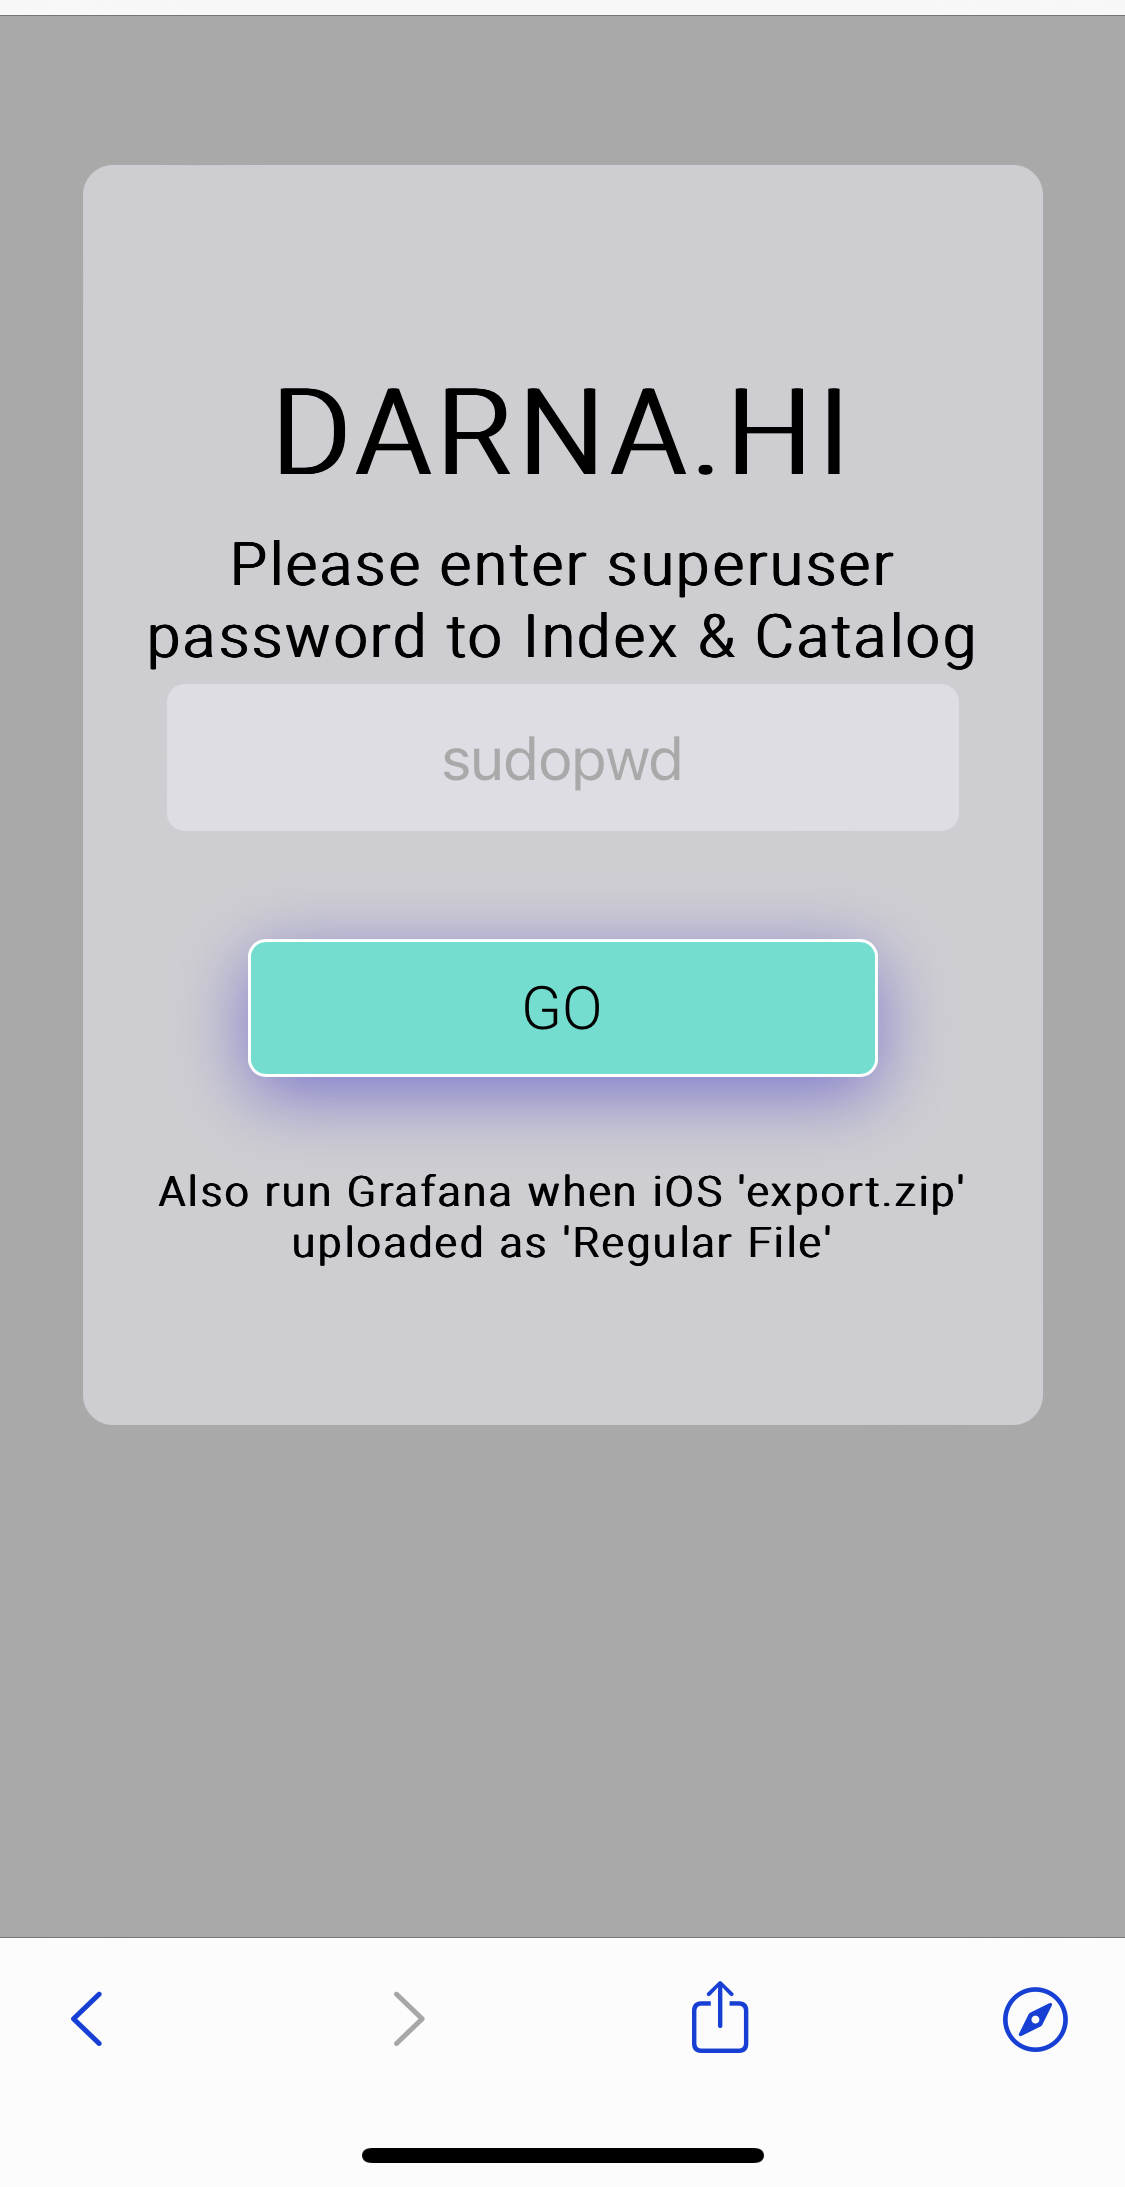 DARNA.HI
Please enter superuser
password to Index & Catalog
sudopwd
GO
Also run Grafana when iOS 'export.zip'
uploaded as 'Regular File'